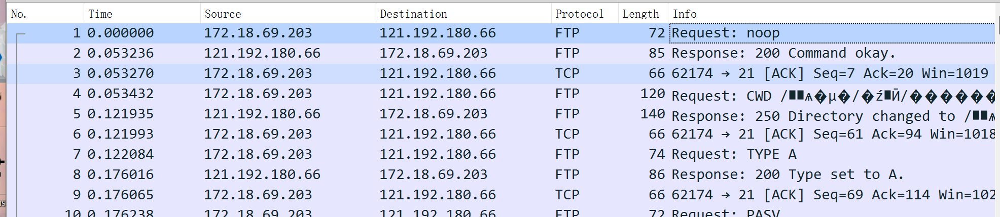 No. Time Source Destination Protocol Length Info
1 0.000000 172.18.69.203 121.192.180.66 FTP 72 Request: noop
2 0.053236 121.192.180.66 172.18.69.203 FTP 85 Response: 200 Command okay.
3 0.053270 172.18.69.203 121.192.180.66 TCP 66 62174 → 21 [ACK] Seq=7 Ack=20 Win=1019
4 0.053432 172.18.69.203 121.192.180.66 FTP 120 Request: CWD /
5 0.121935 121.192.180.66 172.18.69.203 FTP 140 Response: 250 Directory changed to /
6 0.121993 172.18.69.203 121.192.180.66 TCP 66 62174 → 21 [ACK] Seq=61 Ack=94 Win=1018
7 0.122084 172.18.69.203 121.192.180.66 FTP 74 Request: TYPE A
8 0.176016 121.192.180.66 172.18.69.203 FTP 86 Response: 200 Type set to A.
9 0.176065 172.18.69.203 121.192.180.66 TCP 66 62174 → 21 [ACK] Seq=69 Ack=114 Win=102
10 0.176238 172.18.69.203 121.192.180.66 FTP 72 Request: PASV